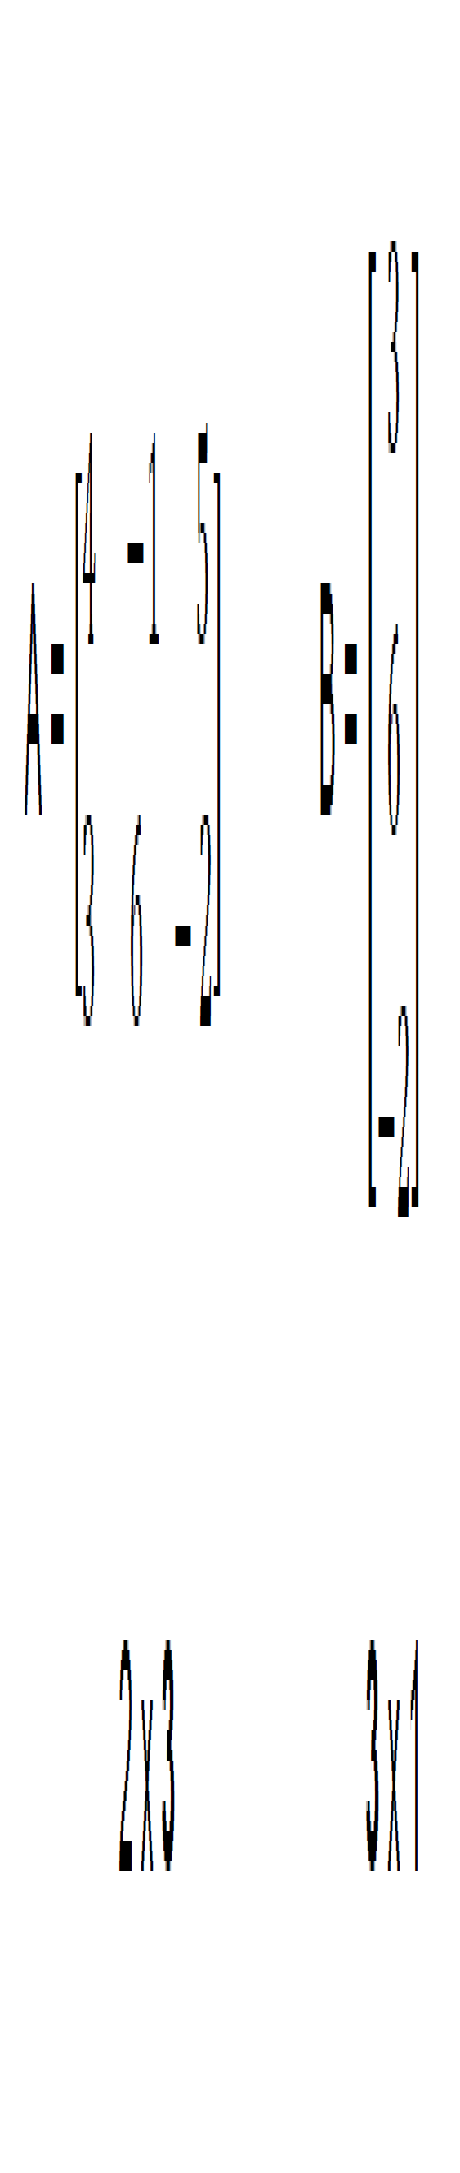 A = [ 4 -1 5
3 6 -2 ]
B = [ 3
6
-2 ]
2x3 3x1